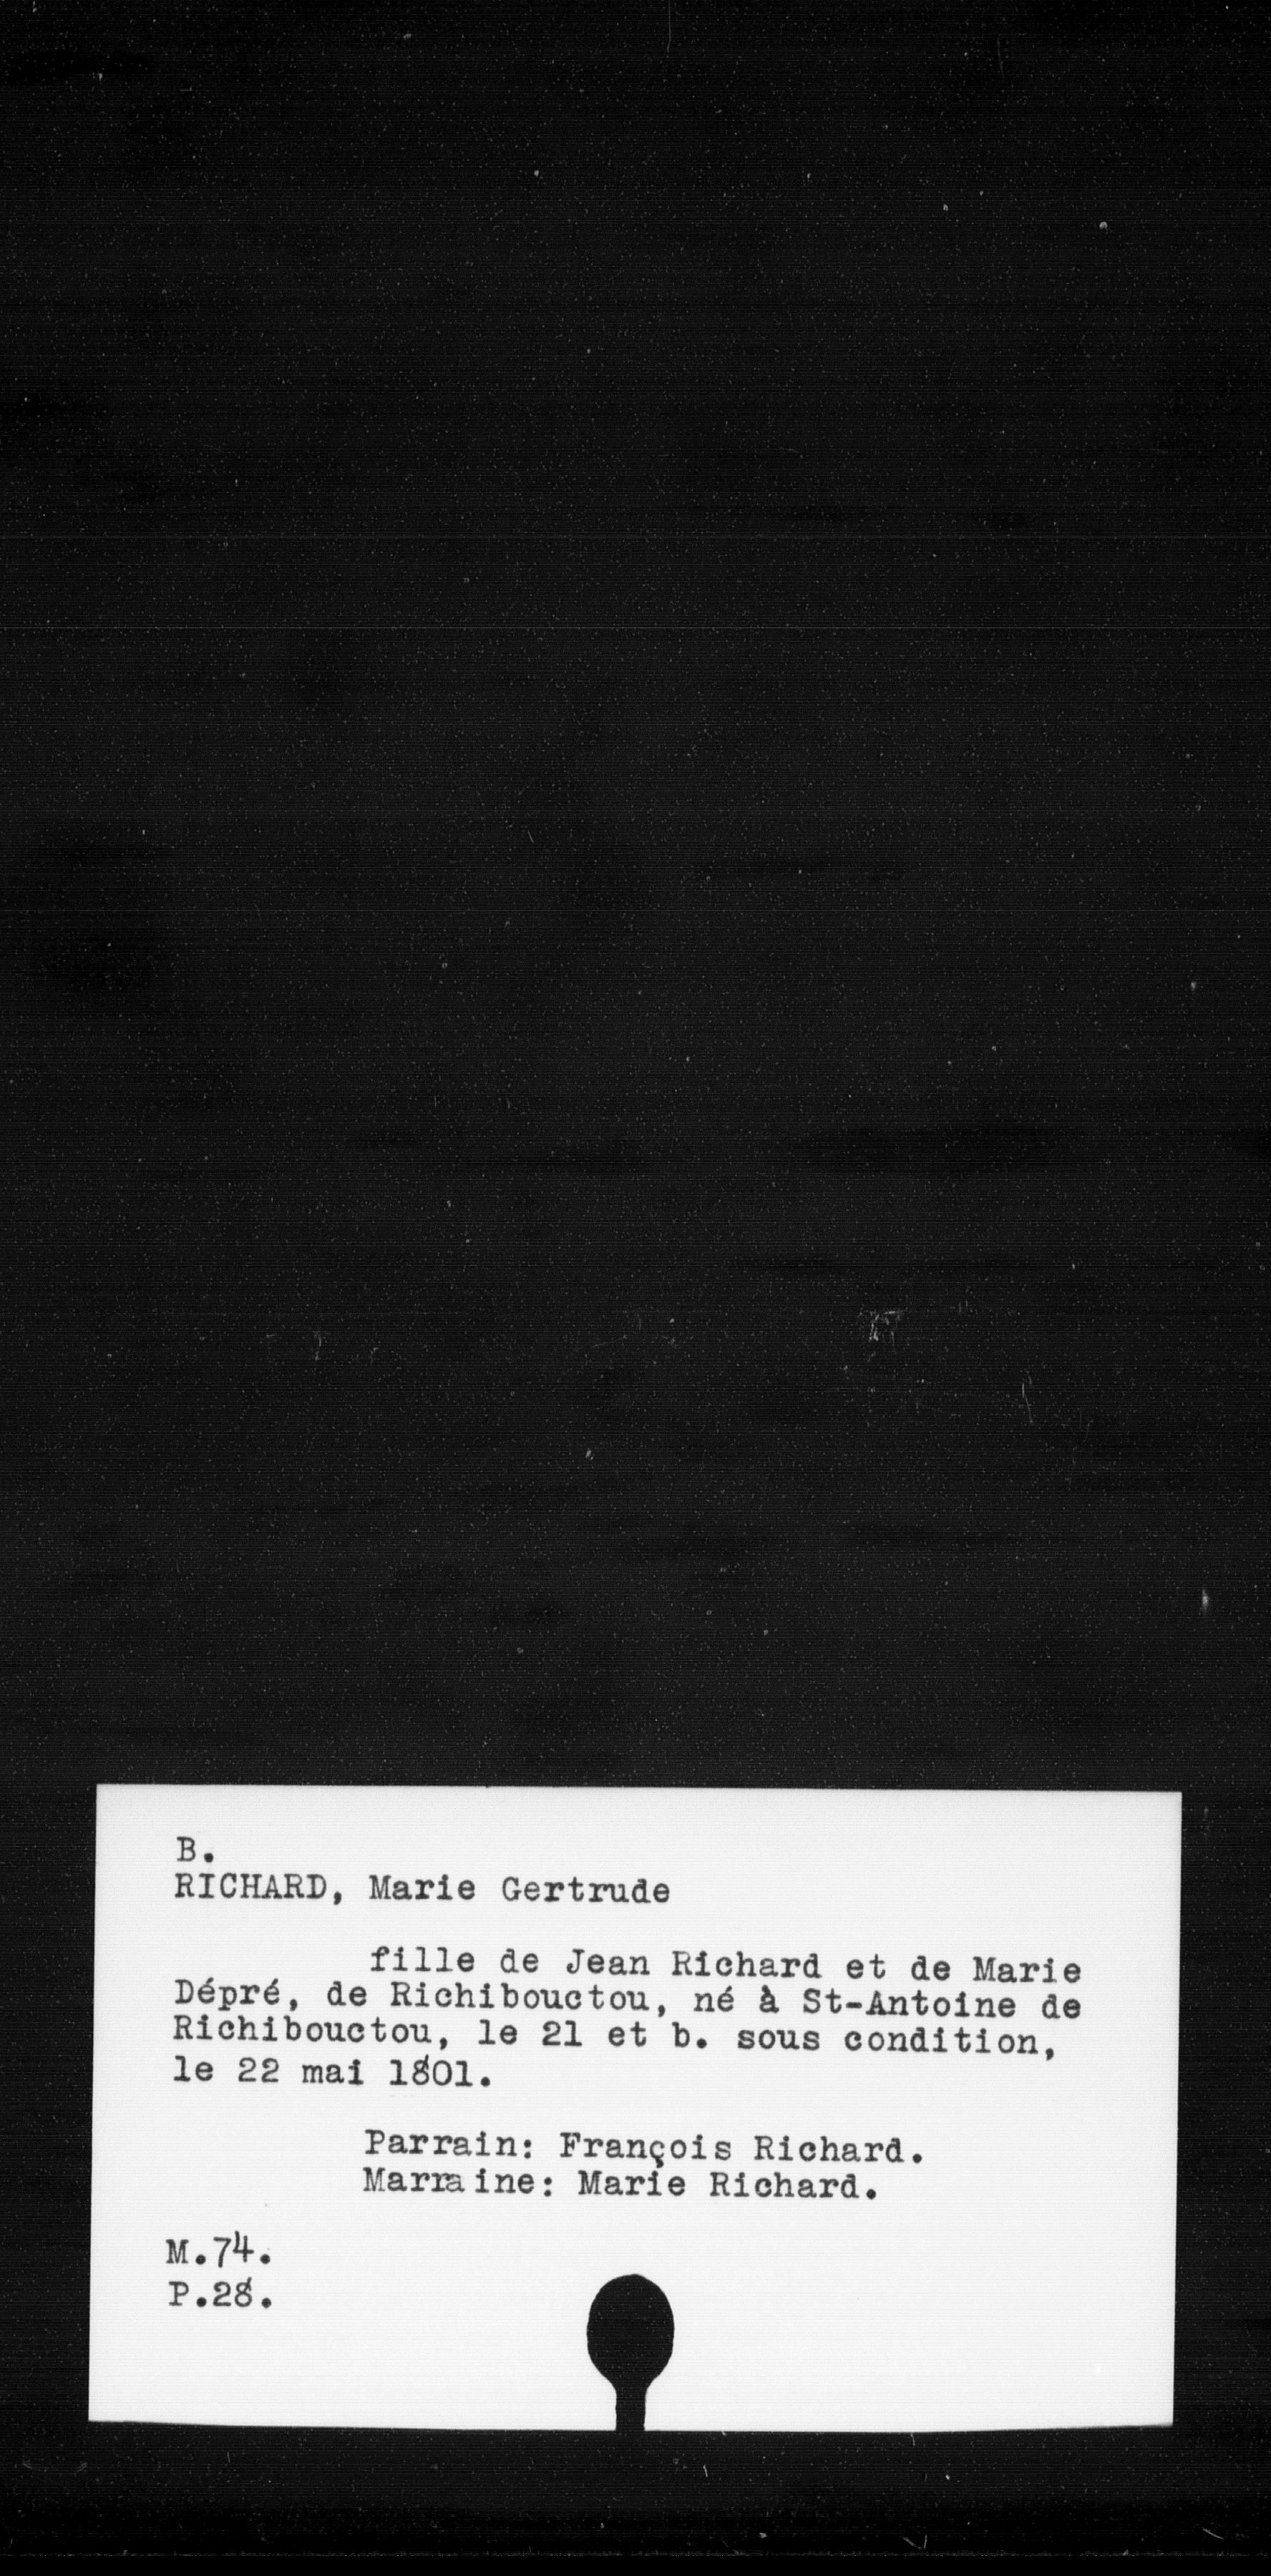 B.
RICHARD, Marie Gertrude
fille de Jean Richard et de Marie
Dépré, de Richibouctou, né à St-Antoine de
Richibouctou, le 21 et b. sous condition,
le 22 mai 1801.
Parrain: François Richard.
Marraine: Marie Richard.
M.74.
P.28.